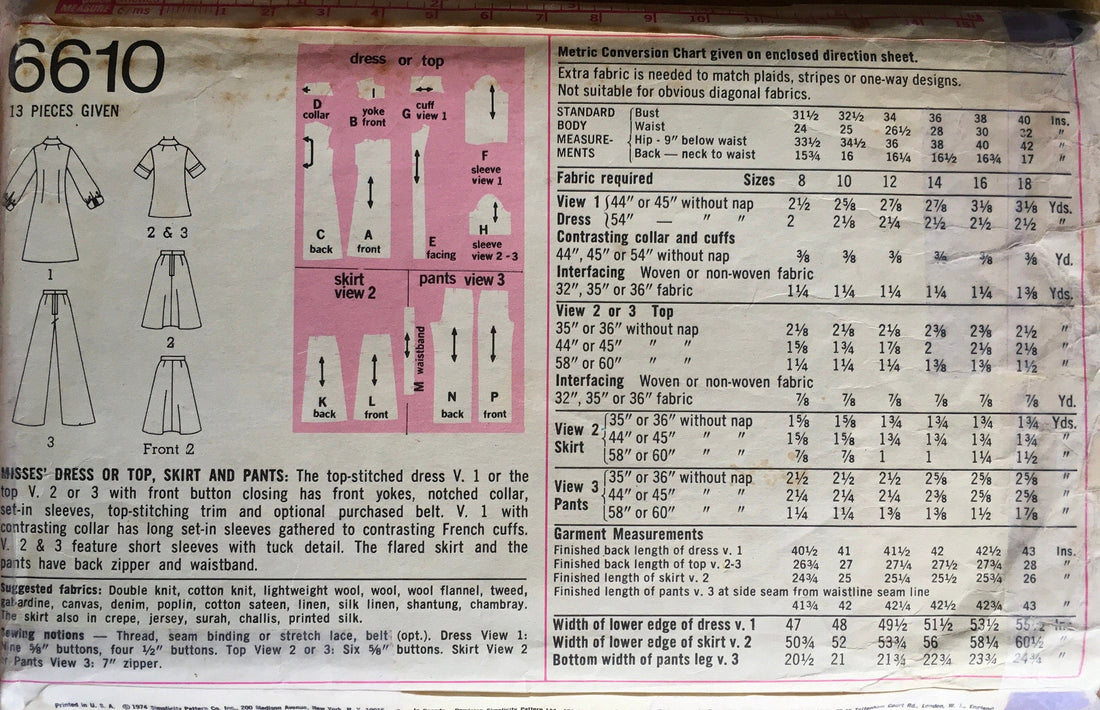 MEASURE
c/ms
6610
13 PIECES GIVEN
1
2 & 3
2
3
Front 2
dress or top
D
collar
B yoke
front
G cuff
view 1
F
sleeve
view 1
C
back
A
front
E
facing
H
sleeve
view 2-3
skirt
view 2
pants view 3
M waistband
K
back
L
front
N
back
P
front
MISSES' DRESS OR TOP, SKIRT AND PANTS: The top-stitched dress V. 1 or the
top V. 2 or 3 with front button closing has front yokes, notched collar,
set-in sleeves, top-stitching trim and optional purchased belt. V. 1 with
contrasting collar has long set-in sleeves gathered to contrasting French cuffs.
V. 2 & 3 feature short sleeves with tuck detail. The flared skirt and the
pants have back zipper and waistband.
Suggested fabrics: Double knit, cotton knit, lightweight wool, wool, wool flannel, tweed,
gabardine, canvas, denim, poplin, cotton sateen, linen, silk linen, shantung, chambray.
The skirt also in crepe, jersey, surah, challis, printed silk.
Sewing notions — Thread, seam binding or stretch lace, belt (opt.). Dress View 1:
Nine 5/8" buttons, four 1/2" buttons. Top View 2 or 3: Six 5/8" buttons. Skirt View 2
or Pants View 3: 7" zipper.
Metric Conversion Chart given on enclosed direction sheet.
Extra fabric is needed to match plaids, stripes or one-way designs.
Not suitable for obvious diagonal fabrics.
STANDARD Bust 31½ 32½ 34 36 38 40 Ins.
BODY Waist 24 25 26½ 28 30 32 "
MEASURE- Hip - 9" below waist 33½ 34½ 36 38 40 42 "
MENTS Back — neck to waist 15¾ 16 16¼ 16½ 16¾ 17 "
Fabric required Sizes 8 10 12 14 16 18
View 1 44" or 45" without nap 2½ 2⅝ 2⅞ 2⅞ 3⅛ 3⅛ Yds.
Dress 54" — " " 2 2⅛ 2¼ 2½ 2½ 2½ "
Contrasting collar and cuffs
44", 45" or 54" without nap ⅜ ⅜ ⅜ ⅜ ⅜ ⅜ Yd.
Interfacing Woven or non-woven fabric
32", 35" or 36" fabric 1¼ 1¼ 1¼ 1¼ 1¼ 1⅜ Yds.
View 2 or 3 Top
35" or 36" without nap 2⅛ 2⅛ 2⅛ 2⅜ 2⅜ 2½ "
44" or 45" " " 1⅝ 1¾ 1⅞ 2 2⅛ 2⅛ "
58" or 60" " " 1¼ 1¼ 1¼ 1⅜ 1⅜ 1½ "
Interfacing Woven or non-woven fabric
32", 35" or 36" fabric ⅞ ⅞ ⅞ ⅞ ⅞ ⅞ Yd.
View 2 35" or 36" without nap 1⅝ 1⅝ 1¾ 1¾ 1¾ 1¾ Yds.
Skirt 44" or 45" " " 1⅝ 1⅝ 1¾ 1¾ 1¾ 1¾ "
58" or 60" " " ⅞ ⅞ 1 1 1¼ 1½ "
View 3 35" or 36" without nap 2½ 2½ 2½ 2⅝ 2⅝ 2⅝ "
Pants 44" or 45" " " 2¼ 2¼ 2¼ 2⅜ 2⅝ 2⅝ "
58" or 60" " " 1¼ 1¼ 1⅜ 1⅜ 1½ 1⅞ "
Garment Measurements
Finished back length of dress v. 1 40½ 41 41½ 42 42½ 43 Ins.
Finished back length of top v. 2-3 26¾ 27 27¼ 27½ 27¾ 28 "
Finished length of skirt v. 2 24¾ 25 25¼ 25½ 25¾ 26 "
Finished length of pants v. 3 at side seam from waistline seam line
41¾ 42 42¼ 42½ 42¾ 43 "
Width of lower edge of dress v. 1 47 48 49½ 51½ 53½ 55½ Ins.
Width of lower edge of skirt v. 2 50¾ 52 53¾ 56 58¼ 60½ "
Bottom width of pants leg v. 3 20½ 21 21¾ 22¾ 23¾ 24¾ "
Printed in U. S. A. © 1974 Simplicity Pattern Co. Inc., 200 Madison Avenue, New York, N. Y.